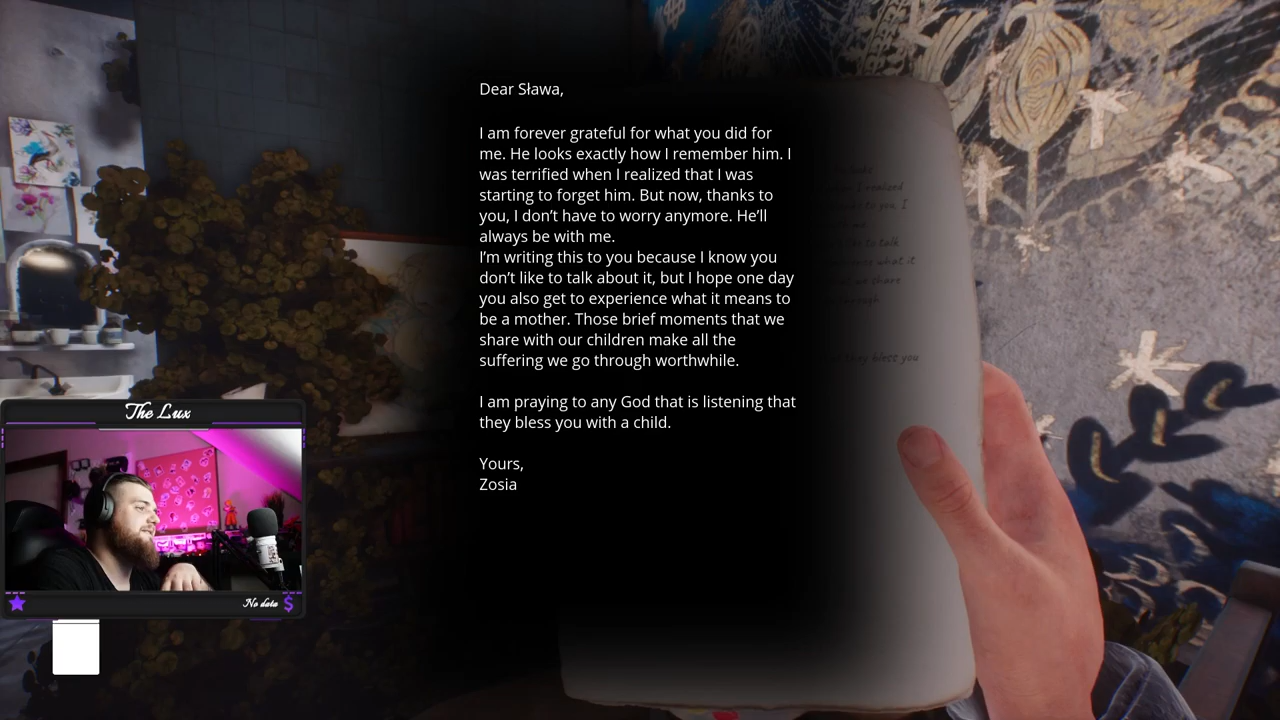 Dear Sława,
I am forever grateful for what you did for
me. He looks exactly how I remember him. I
was terrified when I realized that I was
starting to forget him. But now, thanks to
you, I don’t have to worry anymore. He’ll
always be with me.
I’m writing this to you because I know you
don’t like to talk about it, but I hope one day
you also get to experience what it means to
be a mother. Those brief moments that we
share with our children make all the
suffering we go through worthwhile.
I am praying to any God that is listening that
they bless you with a child.
Yours,
Zosia
The Lux
No data $